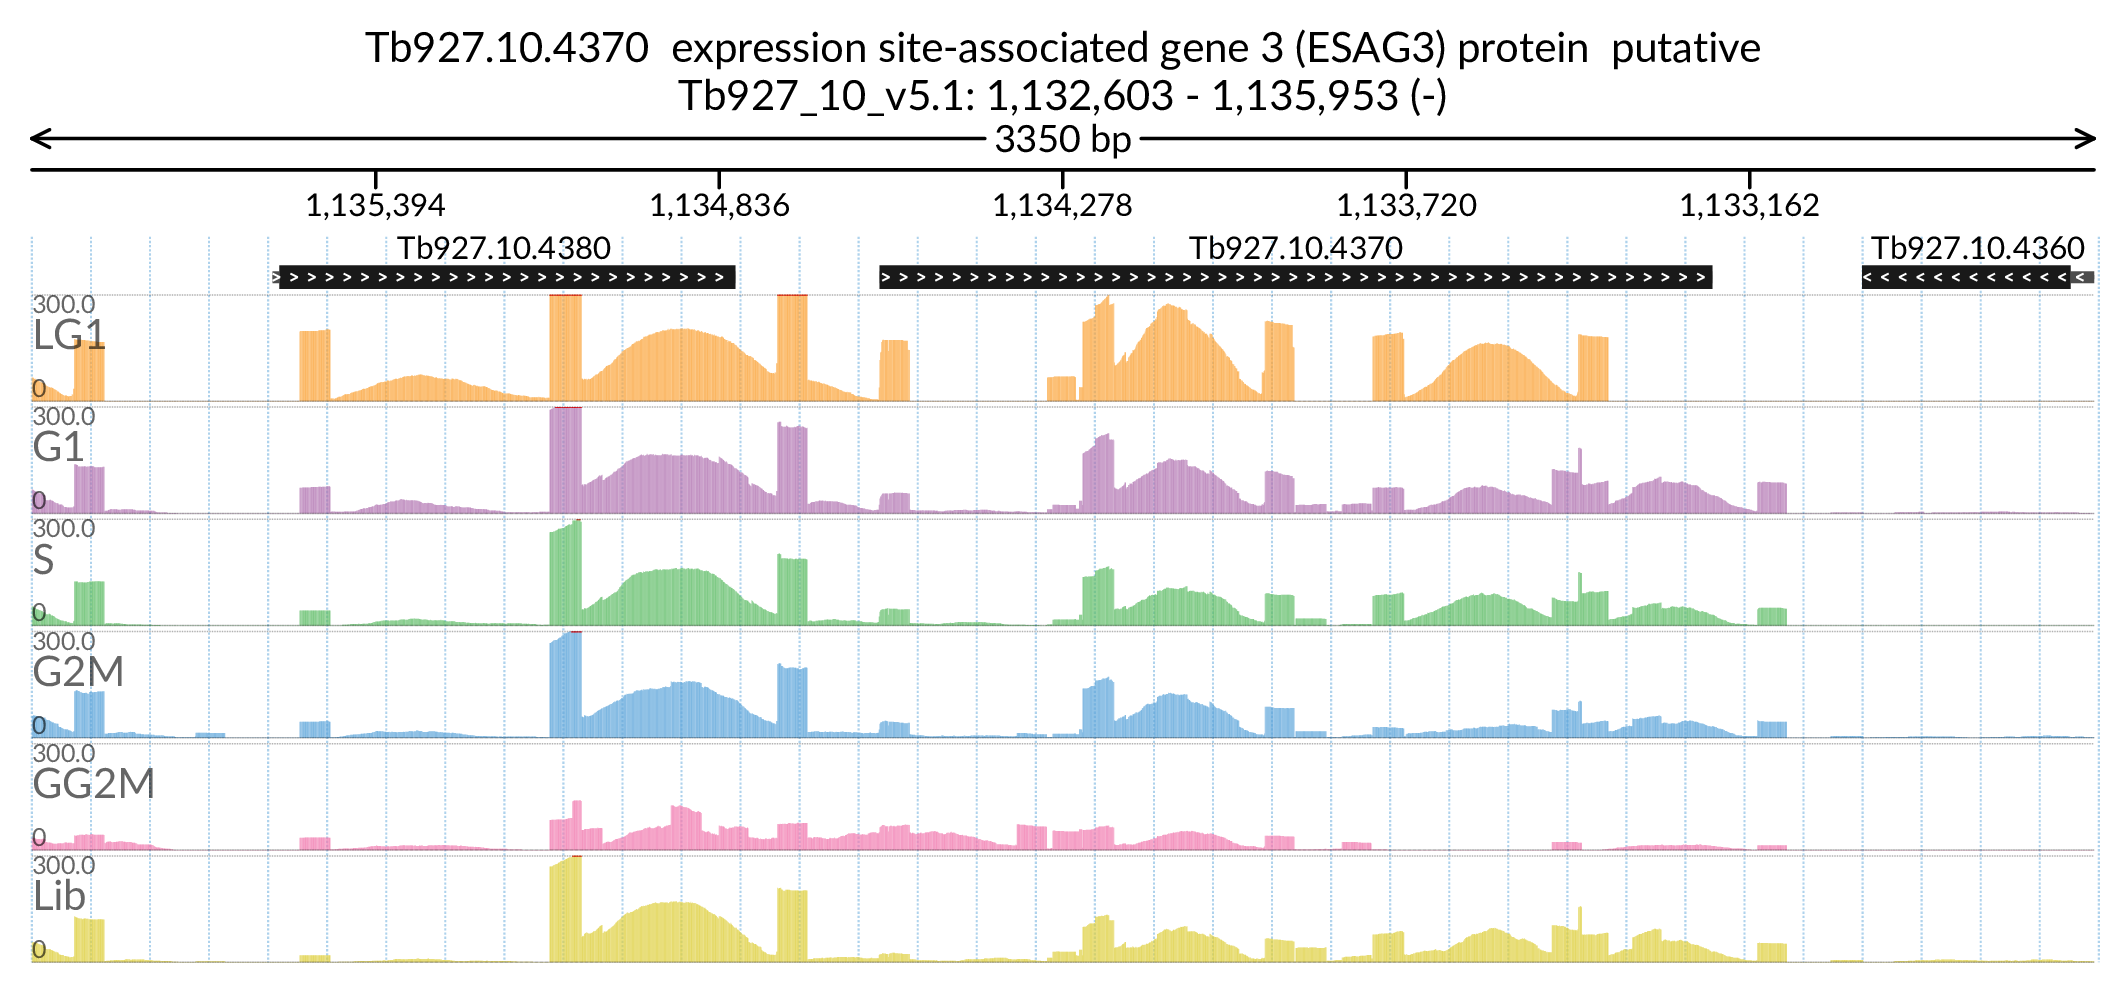 Tb927.10.4370 expression site-associated gene 3 (ESAG3) protein putative
Tb927_10_v5.1: 1,132,603 - 1,135,953 (-)
3350 bp
1,135,394 1,134,836 1,134,278 1,133,720 1,133,162
Tb927.10.4380 Tb927.10.4370 Tb927.10.4360
300.0
LG1
0
300.0
G1
0
300.0
S
0
300.0
G2M
0
300.0
GG2M
0
300.0
Lib
0